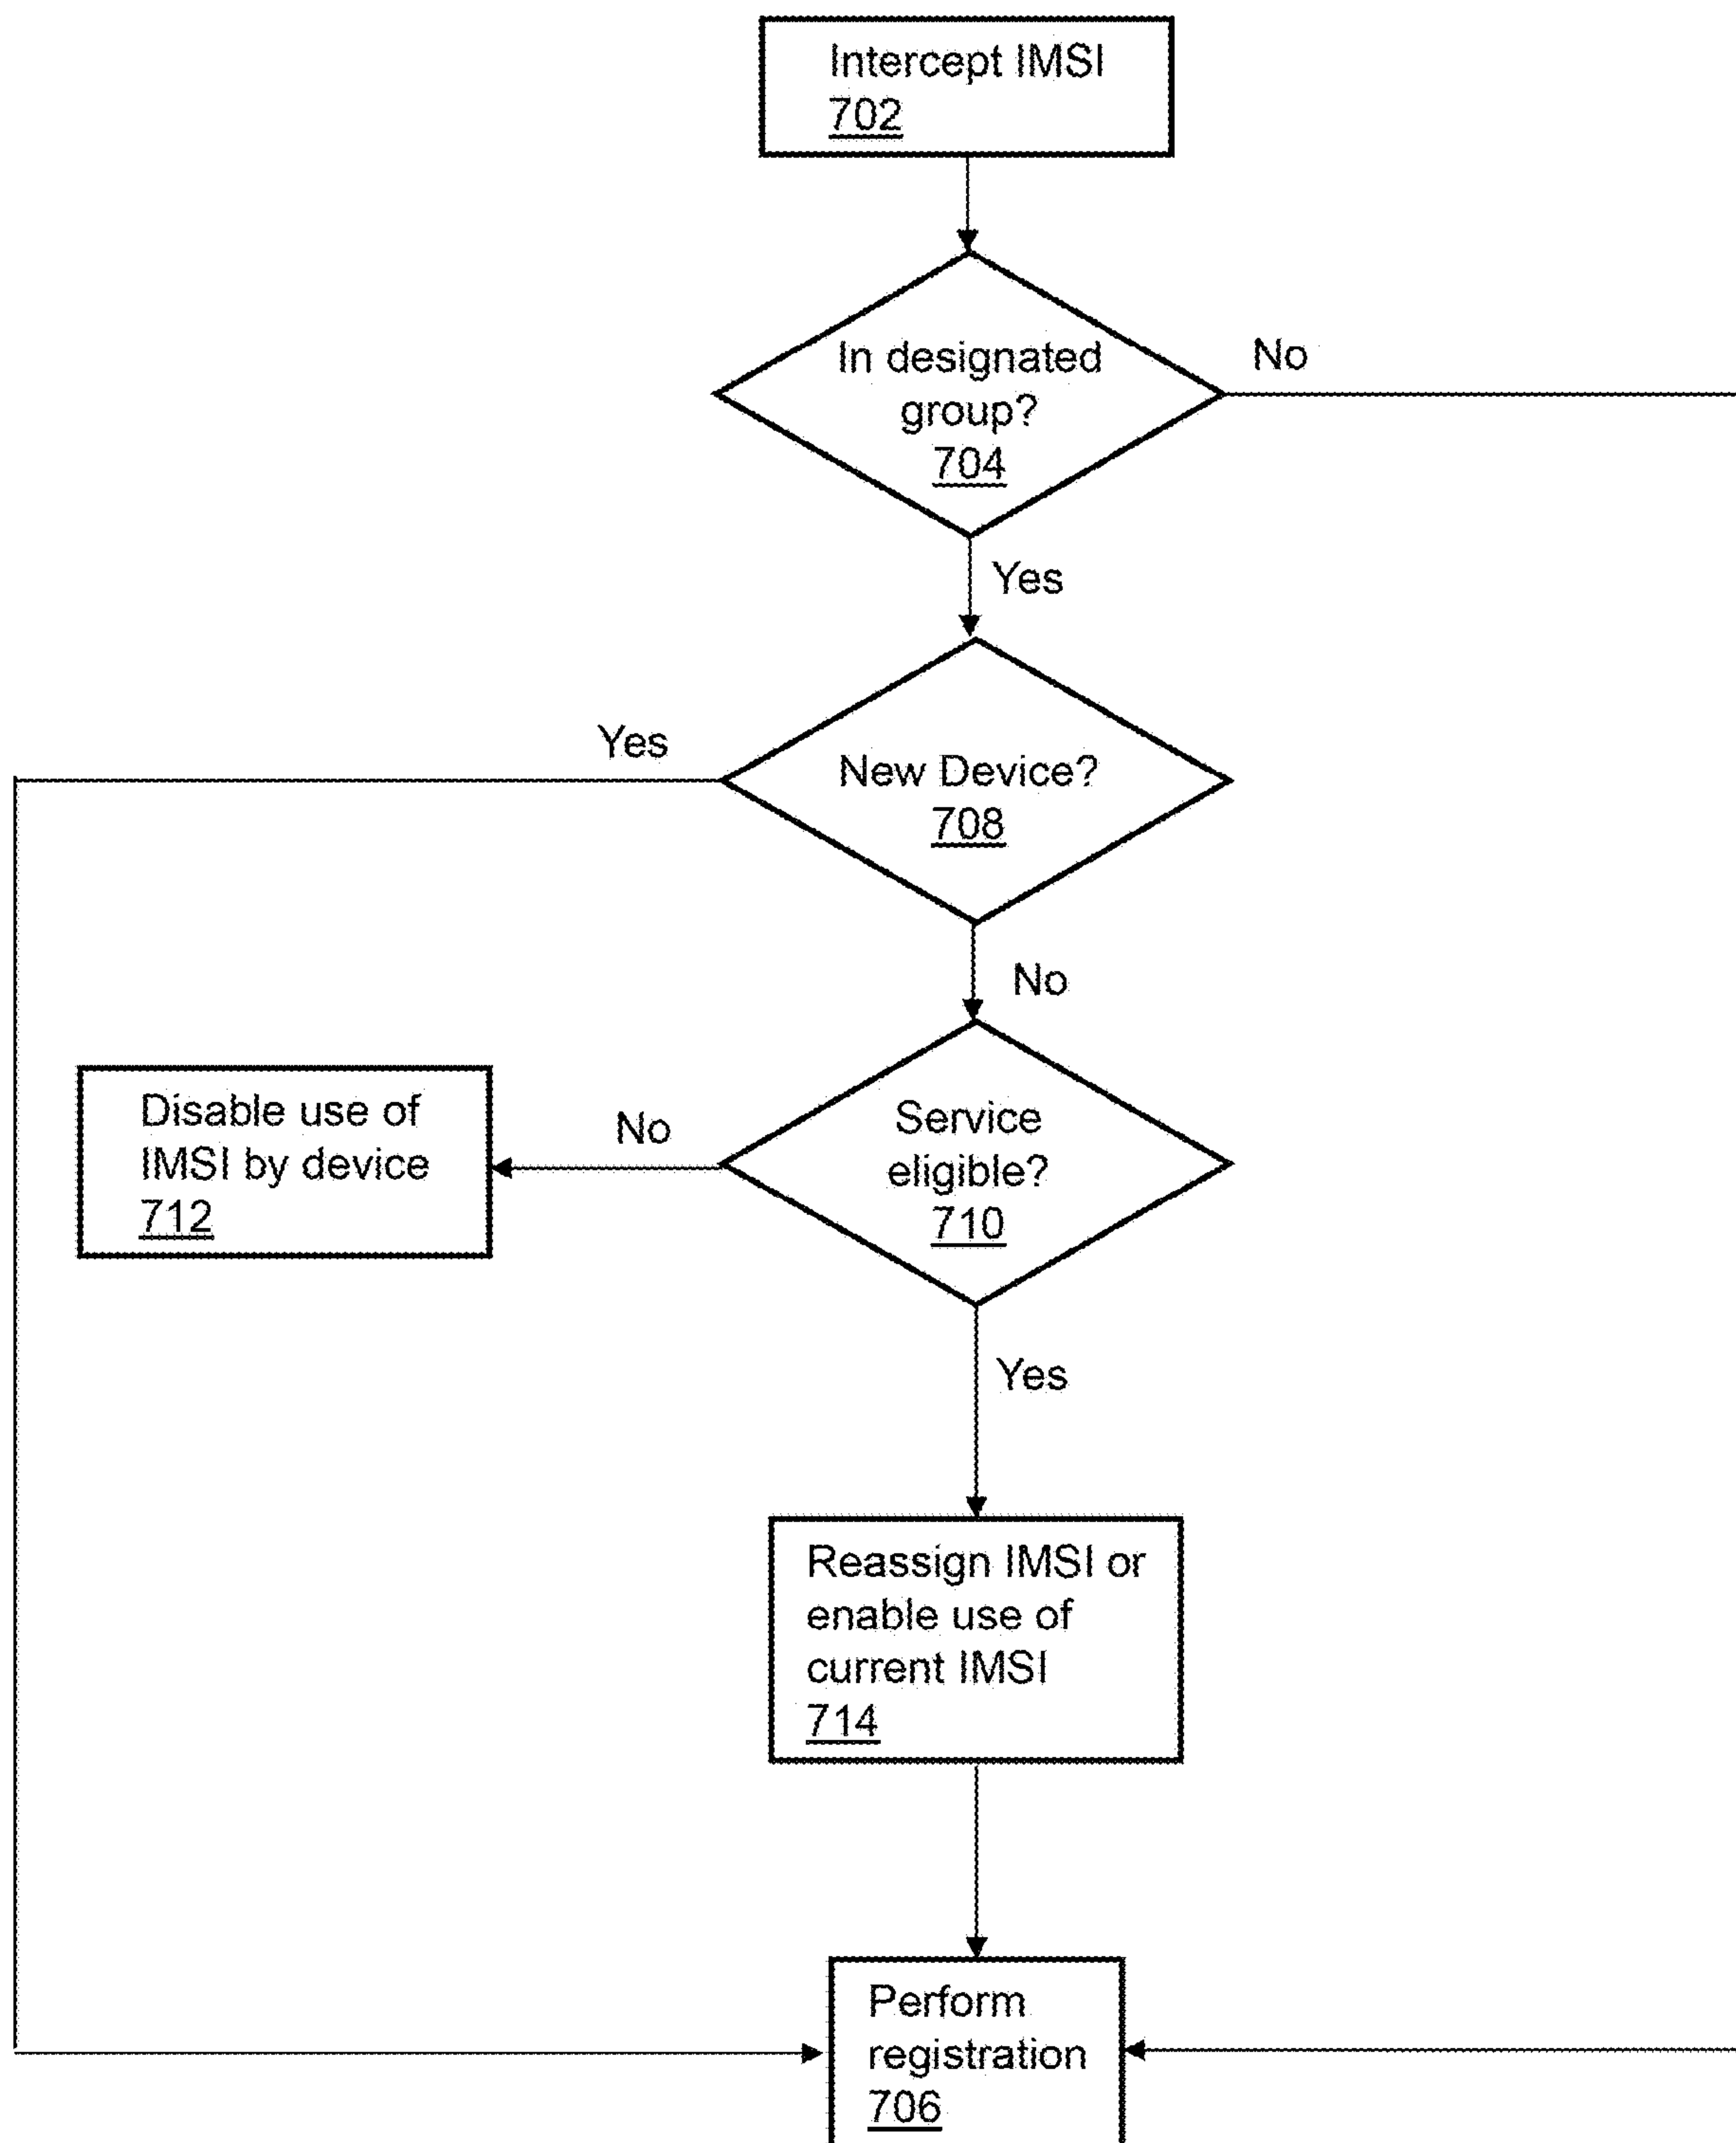 Intercept IMSI
702
In designated
group?
704
No
Yes
Yes
New Device?
708
No
Disable use of
IMSI by device
712
No
Service
eligible?
710
Yes
Reassign IMSI or
enable use of
current IMSI
714
Perform
registration
706